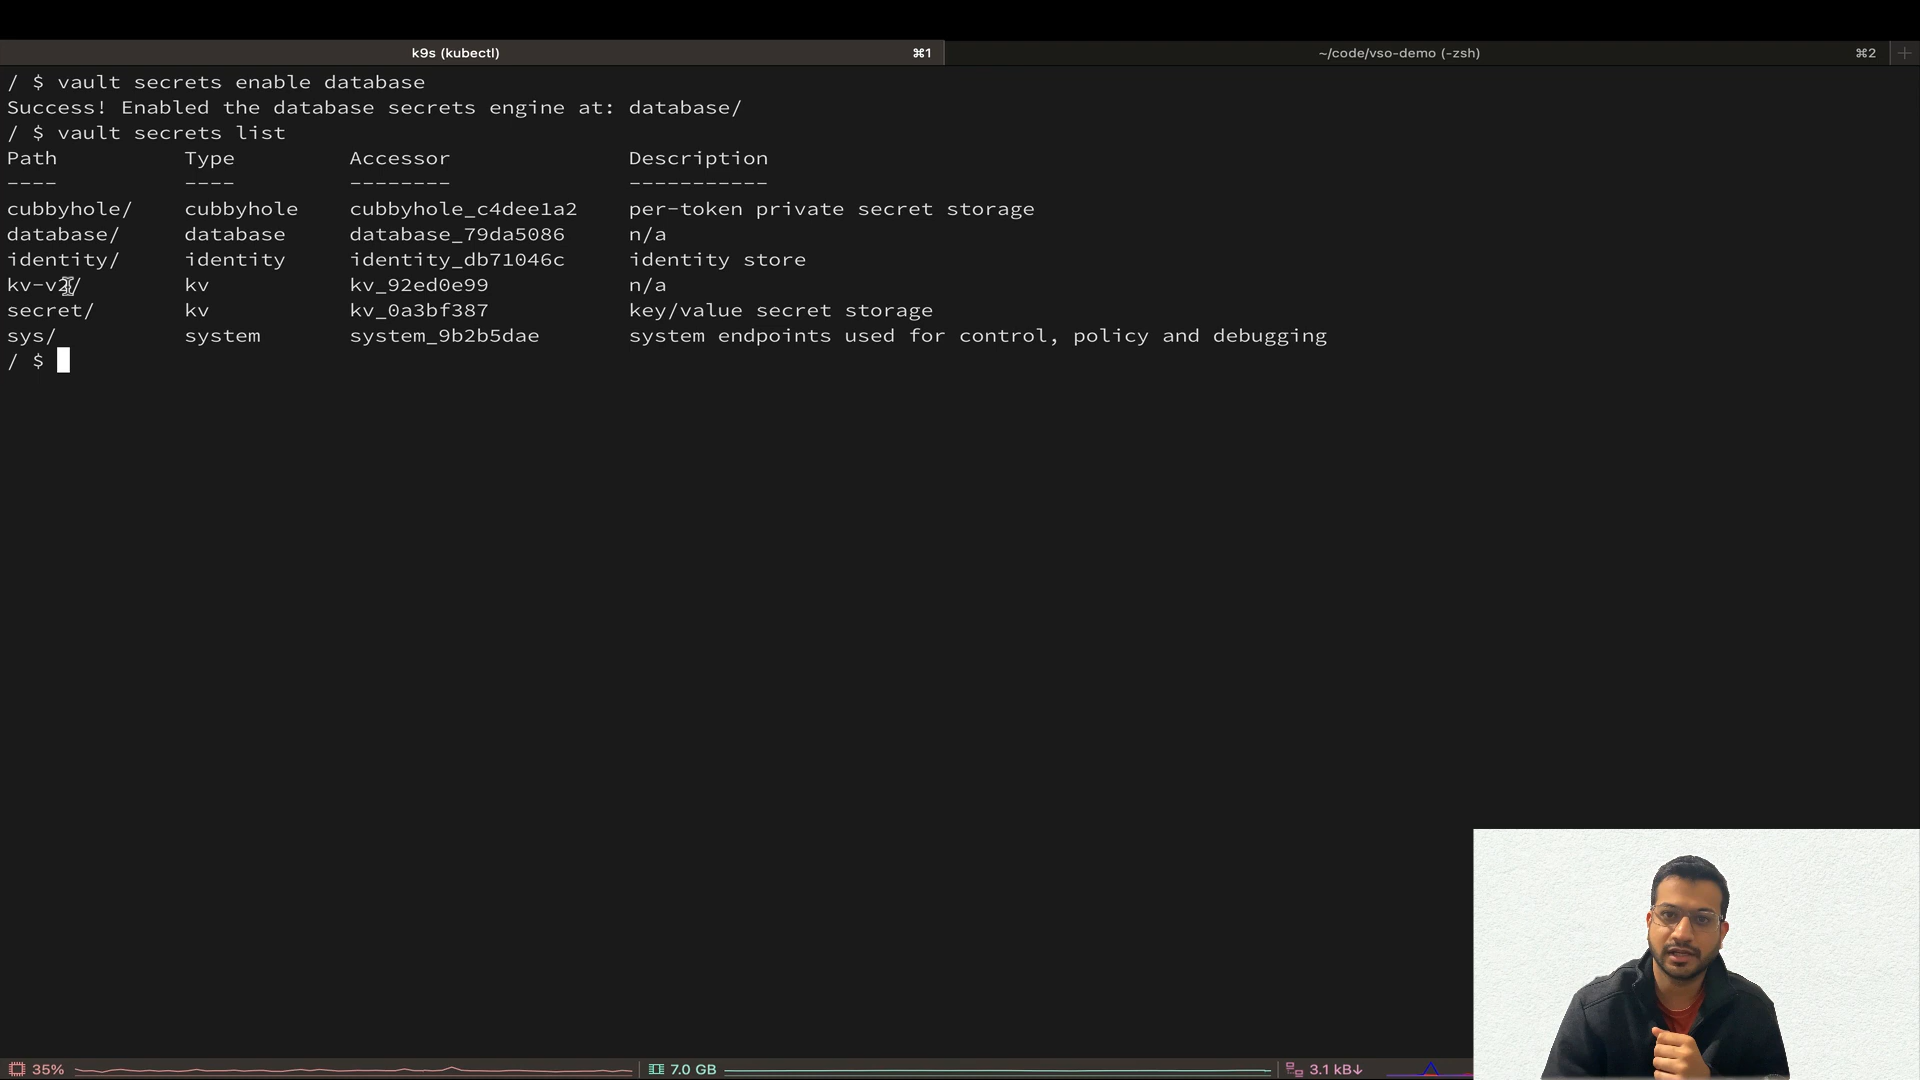 k9s (kubectl) ⌘1 ~/code/vso-demo (-zsh) ⌘2
/ $ vault secrets enable database
Success! Enabled the database secrets engine at: database/
/ $ vault secrets list
Path Type Accessor Description
---- ---- -------- -----------
cubbyhole/ cubbyhole cubbyhole_c4dee1a2 per-token private secret storage
database/ database database_79da5086 n/a
identity/ identity identity_db71046c identity store
kv-v2/ kv kv_92ed0e99 n/a
secret/ kv kv_0a3bf387 key/value secret storage
sys/ system system_9b2b5dae system endpoints used for control, policy and debugging
/ $
35% 7.0 GB 3.1 kB↓